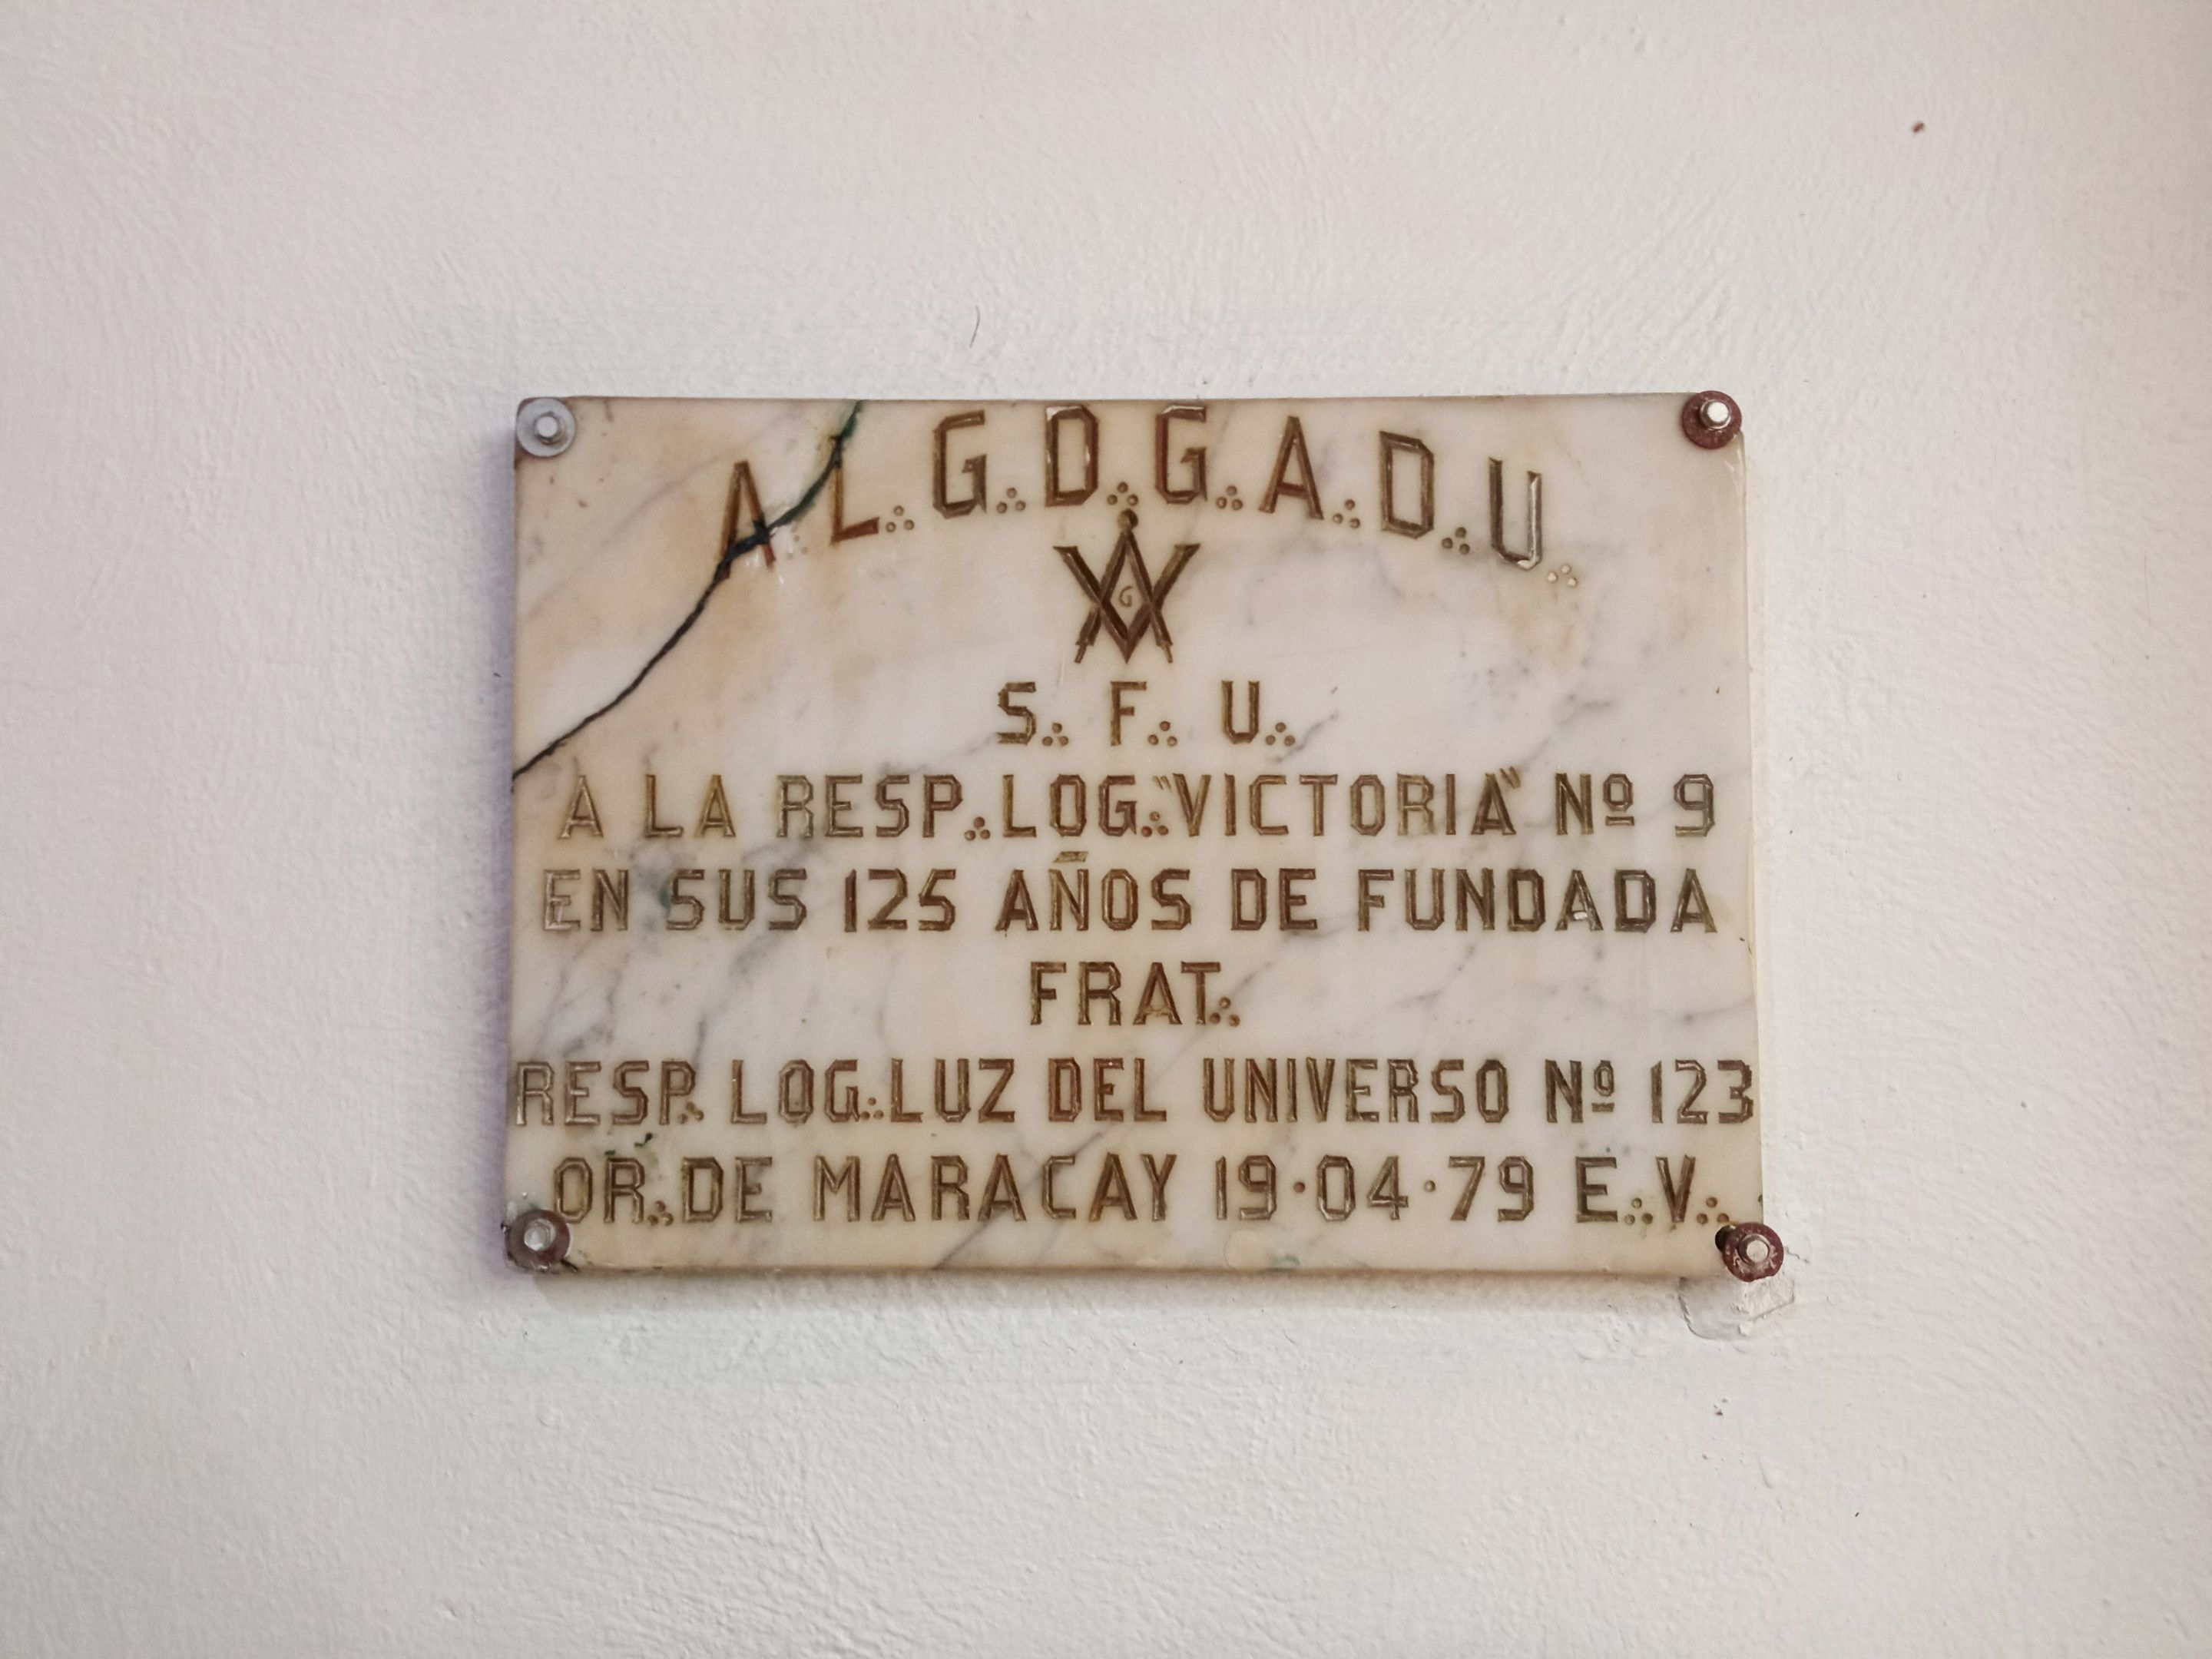 A∴L∴G∴D∴G∴A∴D∴U∴
G
S∴ F∴ U∴
A LA RESP∴LOG∴"VICTORIA" Nº 9
EN SUS 125 AÑOS DE FUNDADA
FRAT∴
RESP∴ LOG∴LUZ DEL UNIVERSO Nº 123
OR∴DE MARACAY 19·04·79 E∴V∴